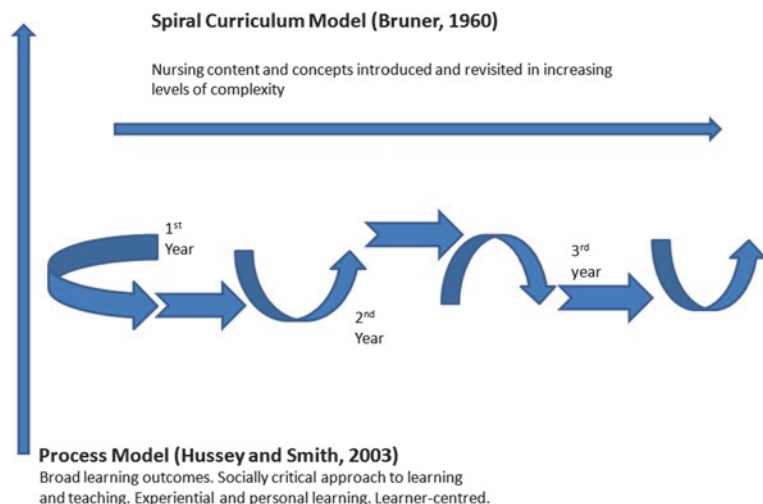 Spiral Curriculum Model (Bruner, 1960)
Nursing content and concepts introduced and revisited in increasing
levels of complexity
1st
Year
2nd
Year
3rd
year
Process Model (Hussey and Smith, 2003)
Broad learning outcomes. Socially critical approach to learning
and teaching. Experiential and personal learning. Learner-centred.